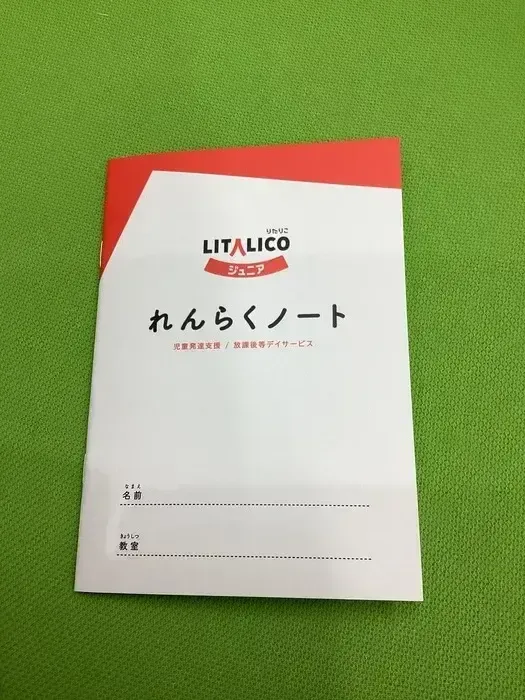 りたりこ
LITALICO
ジュニア
れんらくノート
児童発達支援 / 放課後等デイサービス
なまえ
名前
きょうしつ
教室